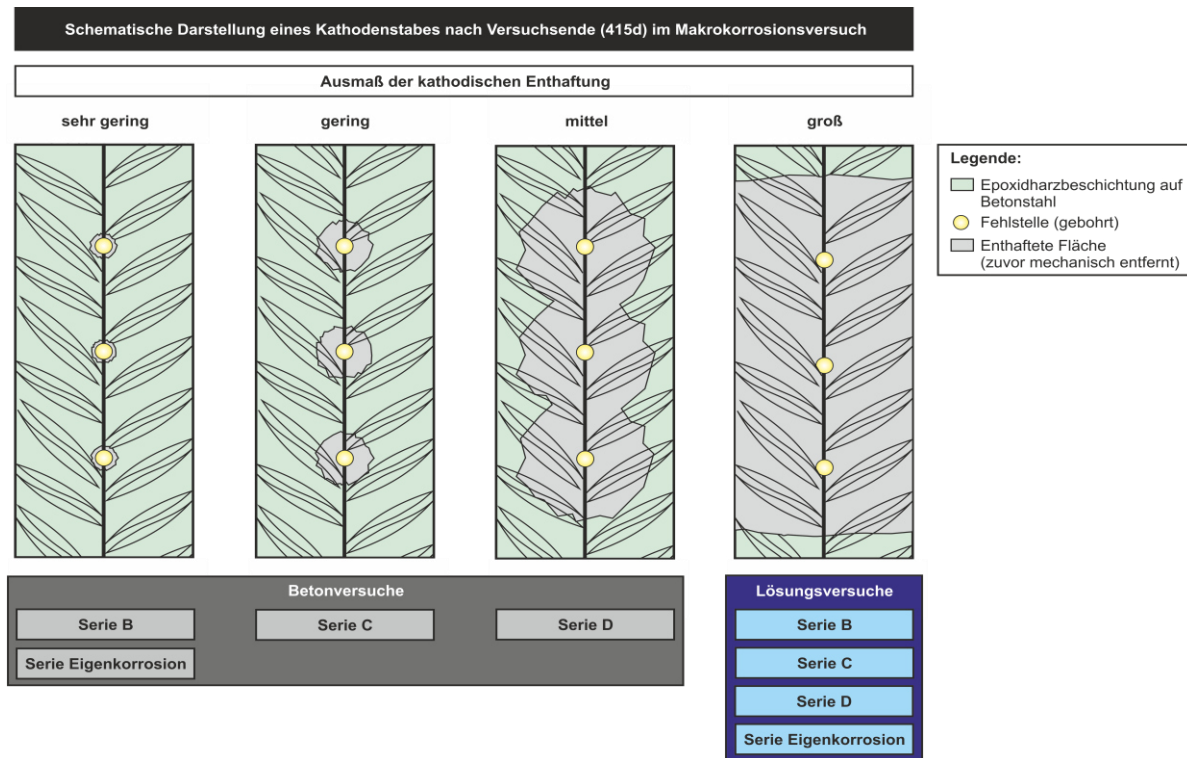 Schematische Darstellung eines Kathodenstabes nach Versuchsende (415d) im Makrokorrosionsversuch
Ausmaß der kathodischen Enthaftung
sehr gering
gering
mittel
groß
Legende:
Epoxidharzbeschichtung auf
Betonstahl
Fehlstelle (gebohrt)
Enthaftete Fläche
(zuvor mechanisch entfernt)
Betonversuche
Serie B
Serie C
Serie D
Serie Eigenkorrosion
Lösungsversuche
Serie B
Serie C
Serie D
Serie Eigenkorrosion